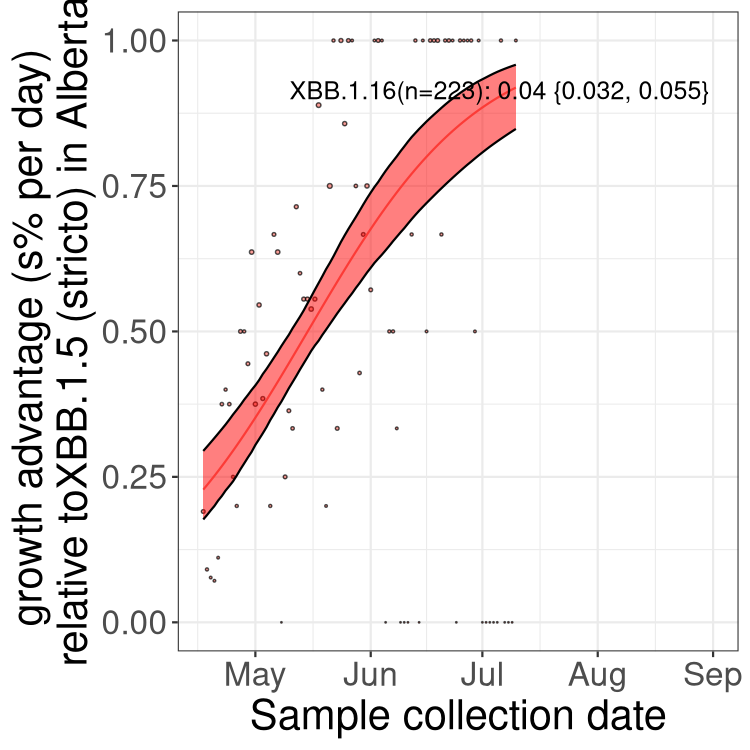 growth advantage (s% per day)
relative toXBB.1.5 (stricto) in Alberta
1.00
XBB.1.16(n=223): 0.04 {0.032, 0.055}
0.75
0.50
0.25
0.00
May Jun Jul Aug Sep
Sample collection date